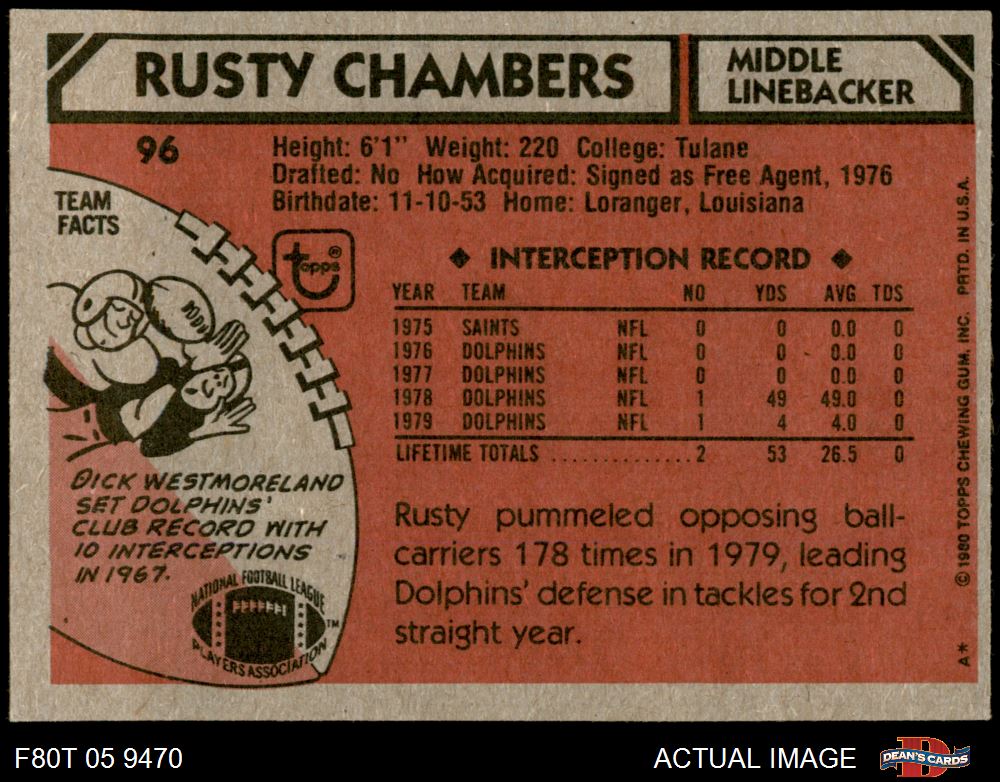 RUSTY CHAMBERS
MIDDLE
LINEBACKER
96
Height: 6'1" Weight: 220 College: Tulane
Drafted: No How Acquired: Signed as Free Agent, 1976
Birthdate: 11-10-53 Home: Loranger, Louisiana
TEAM
FACTS
topps®
◆ INTERCEPTION RECORD ◆
YEAR TEAM NO YDS AVG TDS
1975 SAINTS NFL 0 0 0.0 0
1976 DOLPHINS NFL 0 0 0.0 0
1977 DOLPHINS NFL 0 0 0.0 0
1978 DOLPHINS NFL 1 49 49.0 0
1979 DOLPHINS NFL 1 4 4.0 0
LIFETIME TOTALS .............. 2 53 26.5 0
DICK WESTMORELAND
SET DOLPHINS'
CLUB RECORD WITH
10 INTERCEPTIONS
IN 1967.
NATIONAL FOOTBALL LEAGUE
PLAYERS ASSOCIATION
TM
Rusty pummeled opposing ball-
carriers 178 times in 1979, leading
Dolphins' defense in tackles for 2nd
straight year.
A* © 1980 TOPPS CHEWING GUM, INC. PRTD. IN U.S.A.
F80T 05 9470
ACTUAL IMAGE
D
DEAN'S CARDS